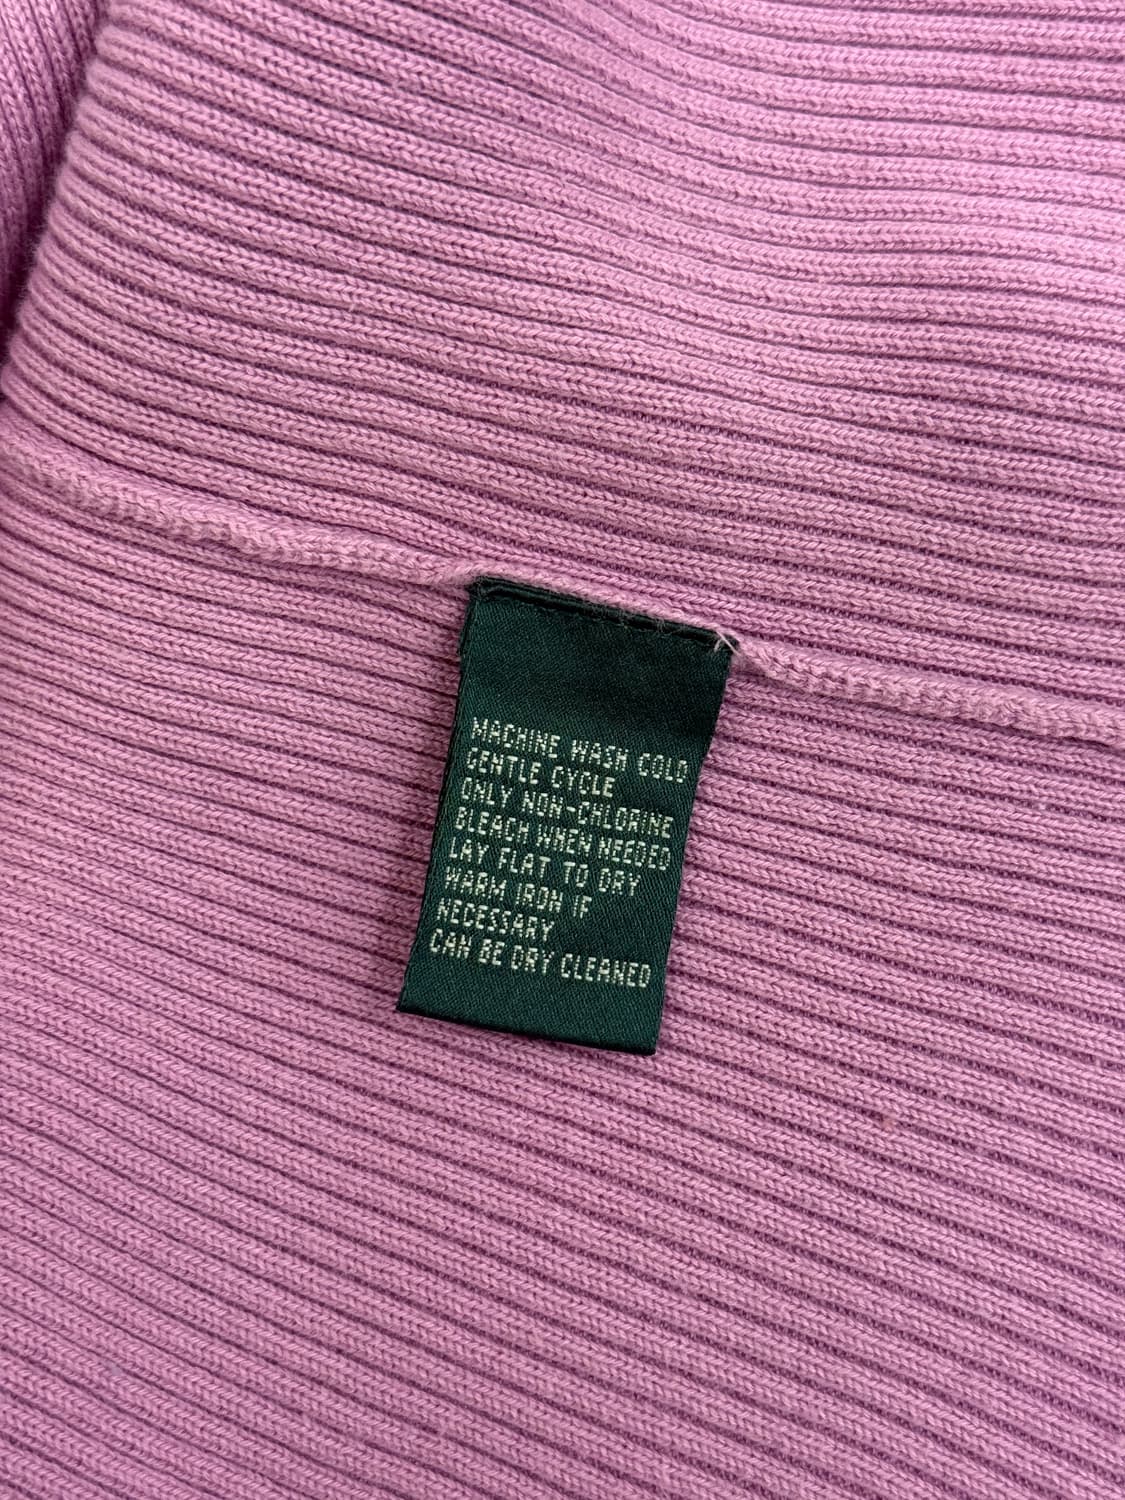 MACHINE WASH COLD
GENTLE CYCLE
ONLY NON-CHLORINE
BLEACH WHEN NEEDED
LAY FLAT TO DRY
WARM IRON IF
NECESSARY
CAN BE DRY CLEANED